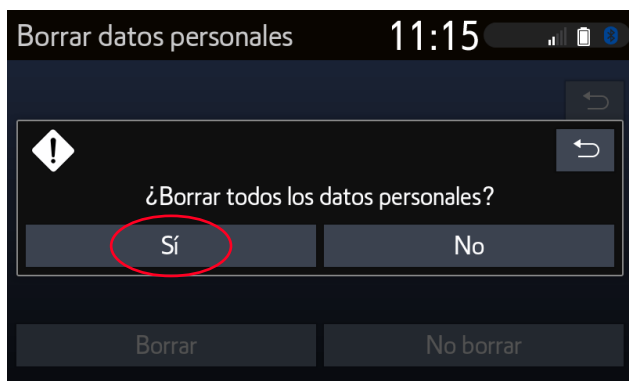 Borrar datos personales 11:15
¿Borrar todos los datos personales?
Sí No
Borrar No borrar